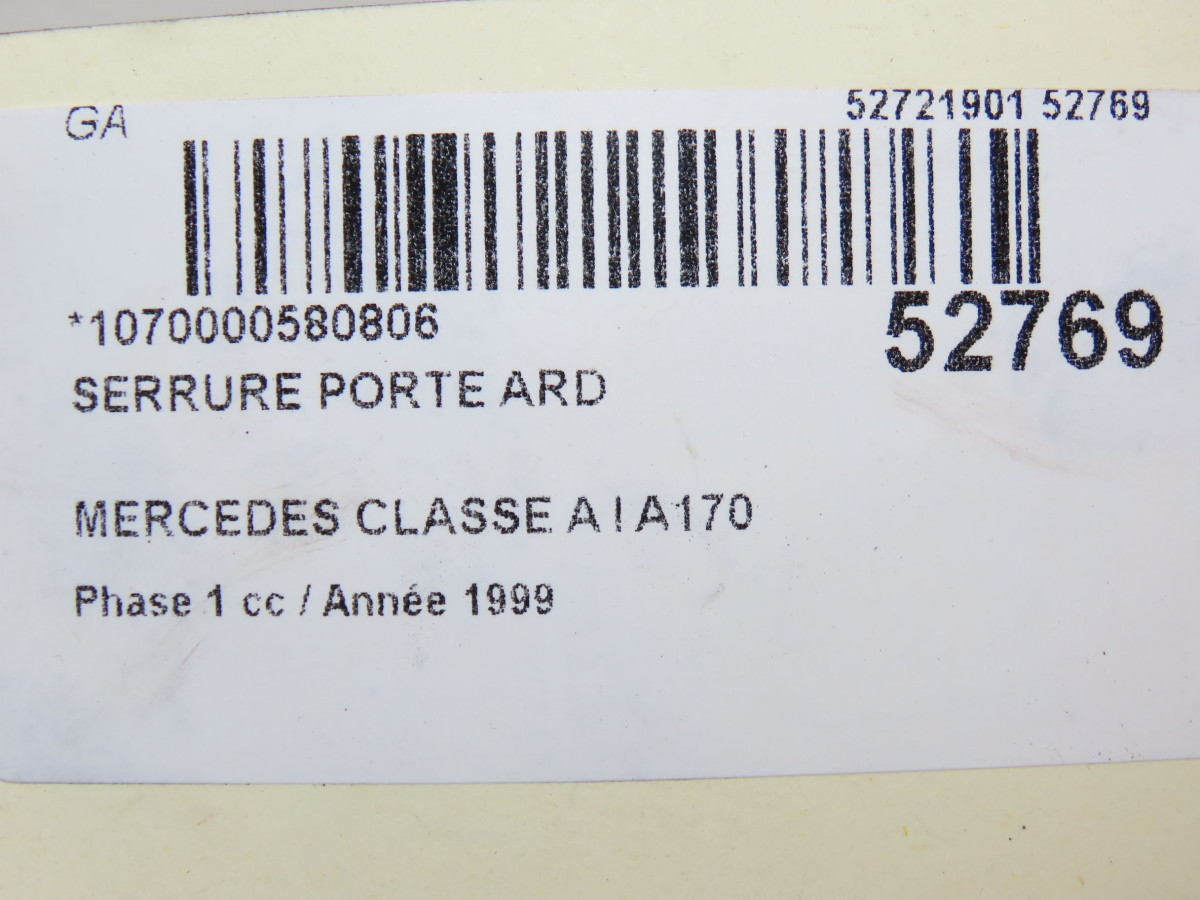 GA
52721901 52769
*1070000580806
52769
SERRURE PORTE ARD
MERCEDES CLASSE A I A170
Phase 1 cc / Année 1999